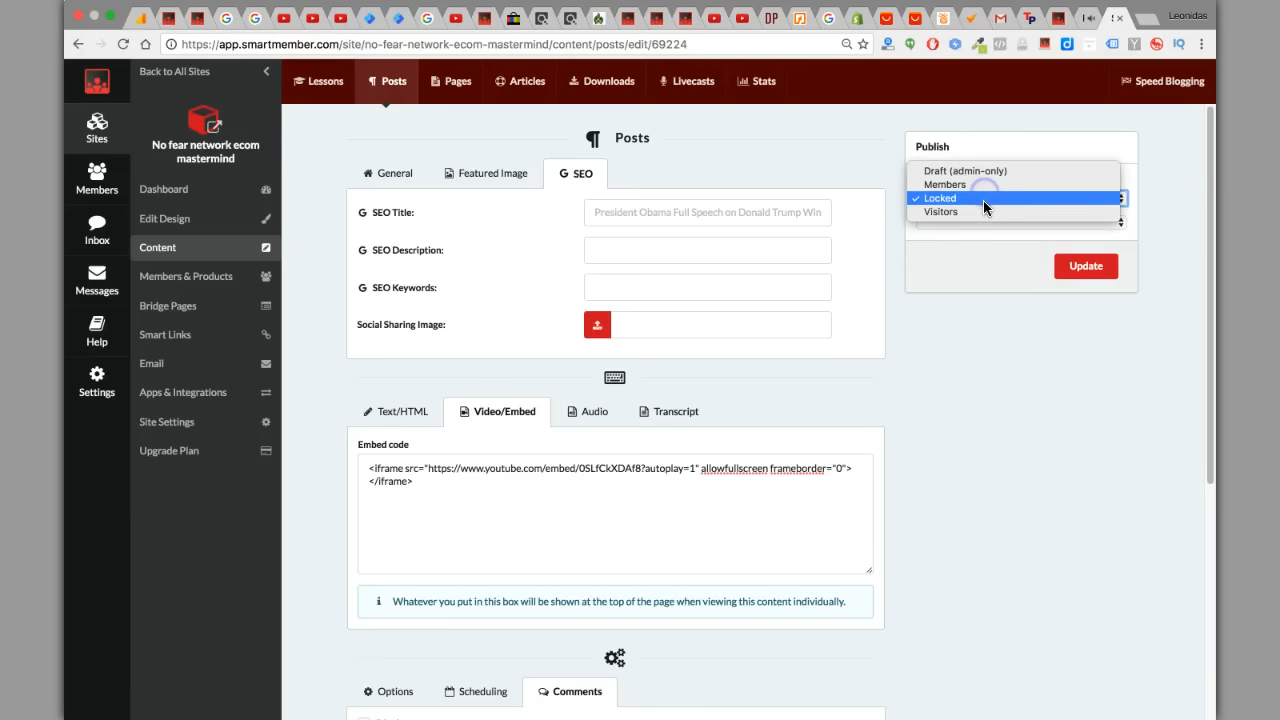 Leonidas
https://app.smartmember.com/site/no-fear-network-ecom-mastermind/content/posts/edit/69224
Back to All Sites
Lessons
Posts
Pages
Articles
Downloads
Livecasts
Stats
Speed Blogging
Sites
Members
Inbox
Messages
Help
Settings
No fear network ecom
mastermind
Dashboard
Edit Design
Content
Members & Products
Bridge Pages
Smart Links
Email
Apps & Integrations
Site Settings
Upgrade Plan
Posts
General
Featured Image
G SEO
G SEO Title:
President Obama Full Speech on Donald Trump Win
G SEO Description:
G SEO Keywords:
Social Sharing Image:
Text/HTML
Video/Embed
Audio
Transcript
Embed code
<iframe src="https://www.youtube.com/embed/0SLfCkXDAf8?autoplay=1" allowfullscreen frameborder="0">
</iframe>
Whatever you put in this box will be shown at the top of the page when viewing this content individually.
Options
Scheduling
Comments
Publish
Draft (admin-only)
Members
Locked
Visitors
Update